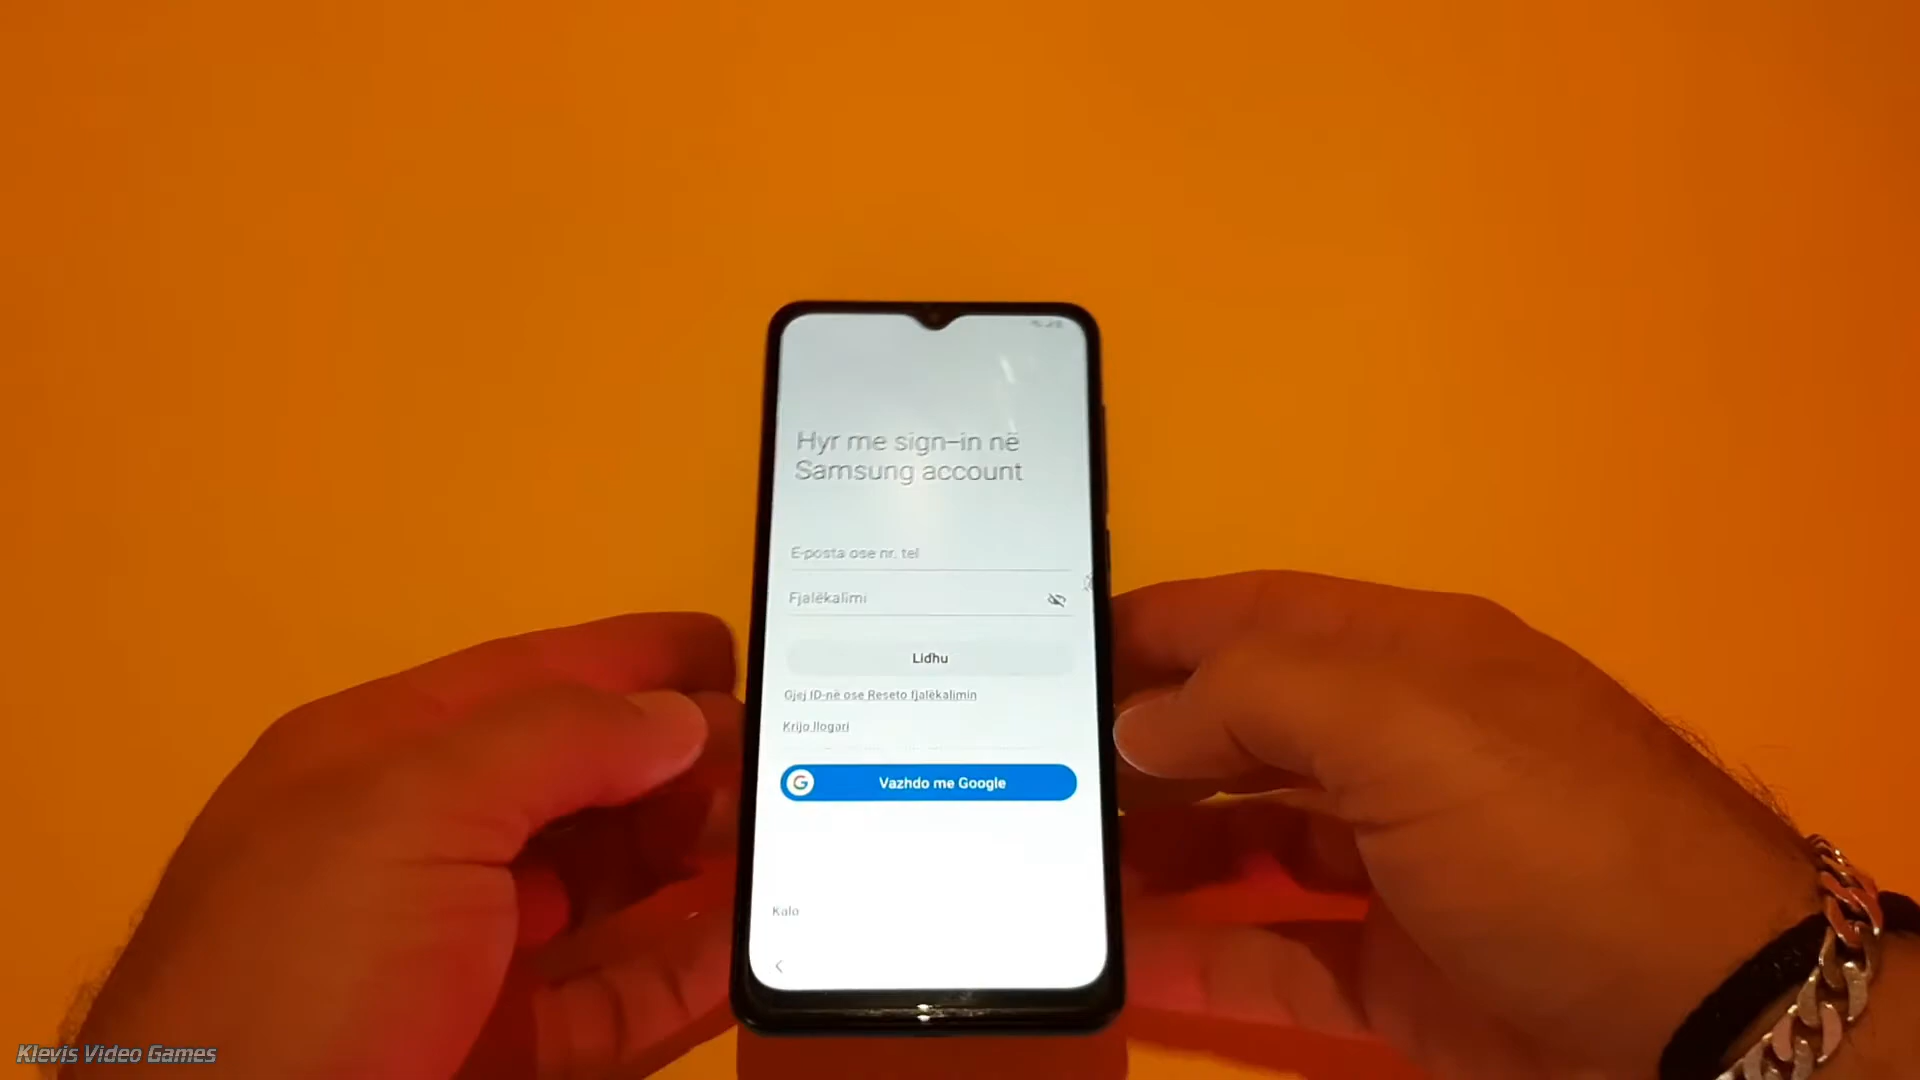 Hyr me sign-in në
Samsung account
E-posta ose nr. tel
Fjalëkalimi
Lidhu
Gjej ID-në ose Reseto fjalëkalimin
Krijo llogari
G
Vazhdo me Google
Kalo
Klevis Video Games